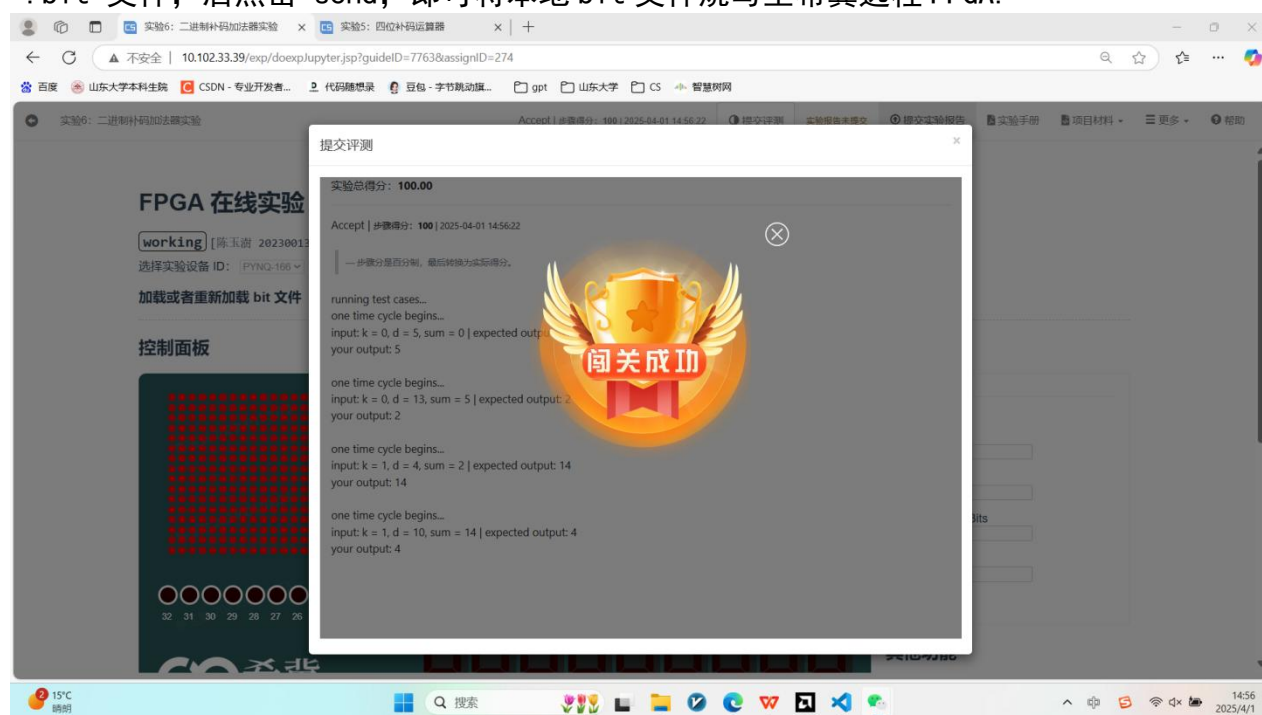 .bit 文件, 后点击 send, 即可将本地 bit 文件烧写至带真远程 FPGA.
实验6: 二进制补码加法器实验
实验5: 四位补码运算器
不安全 | 10.102.33.39/exp/doexpJupyter.jsp?guideID=7763&assignID=274
百度 山东大学本科生院 CSDN - 专业开发者... 代码随想录 豆包 - 字节跳动旗... gpt 山东大学 CS 智慧树网
实验6: 二进制补码加法器实验 Accept | 步骤得分: 100 | 2025-04-01 14:56:22 提交评测 实验报告未提交 提交实验报告 实验手册 项目材料 更多 帮助
提交评测
实验总得分: 100.00
Accept | 步骤得分: 100 | 2025-04-01 14:56:22
— 步骤分是百分制, 最后转换为实际得分。
running test cases...
one time cycle begins...
input: k = 0, d = 5, sum = 0 | expected outp
your output: 5
one time cycle begins...
input: k = 0, d = 13, sum = 5 | expected output: 2
your output: 2
one time cycle begins...
input: k = 1, d = 4, sum = 2 | expected output: 14
your output: 14
one time cycle begins...
input: k = 1, d = 10, sum = 14 | expected output: 4
your output: 4
闯关成功
FPGA 在线实验
working [陈玉 20230013
选择实验设备 ID: PYNQ-166
加载或者重新加载 bit 文件
控制面板
32 31 30 29 28 27 26
Bits
其他功能
2
15°C
晴朗
搜索
14:56
2025/4/1